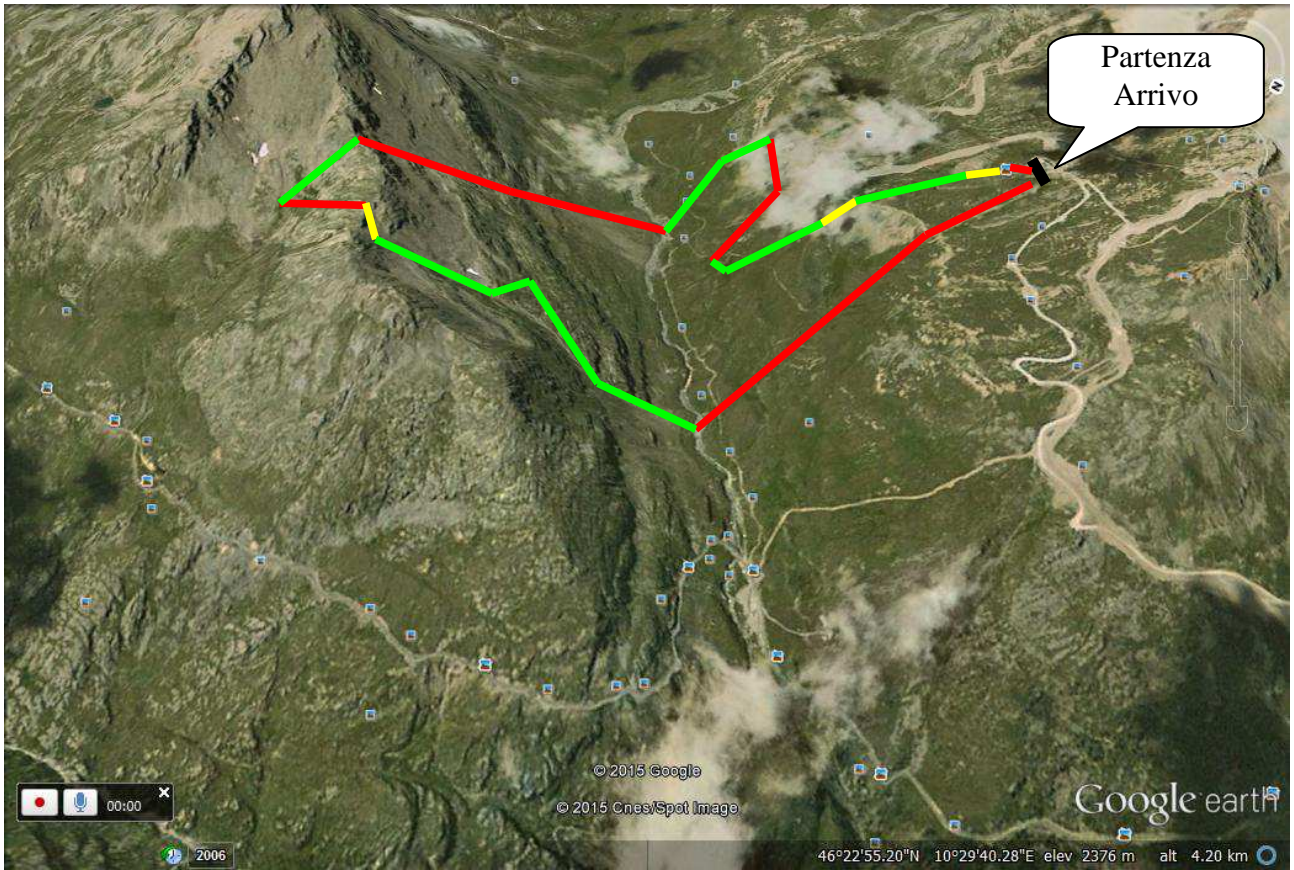 Partenza
Arrivo
N
© 2015 Google
© 2015 Cnes/Spot Image
Google earth
00:00
2006
46°22'55.20"N 10°29'40.28"E elev 2376 m alt 4.20 km